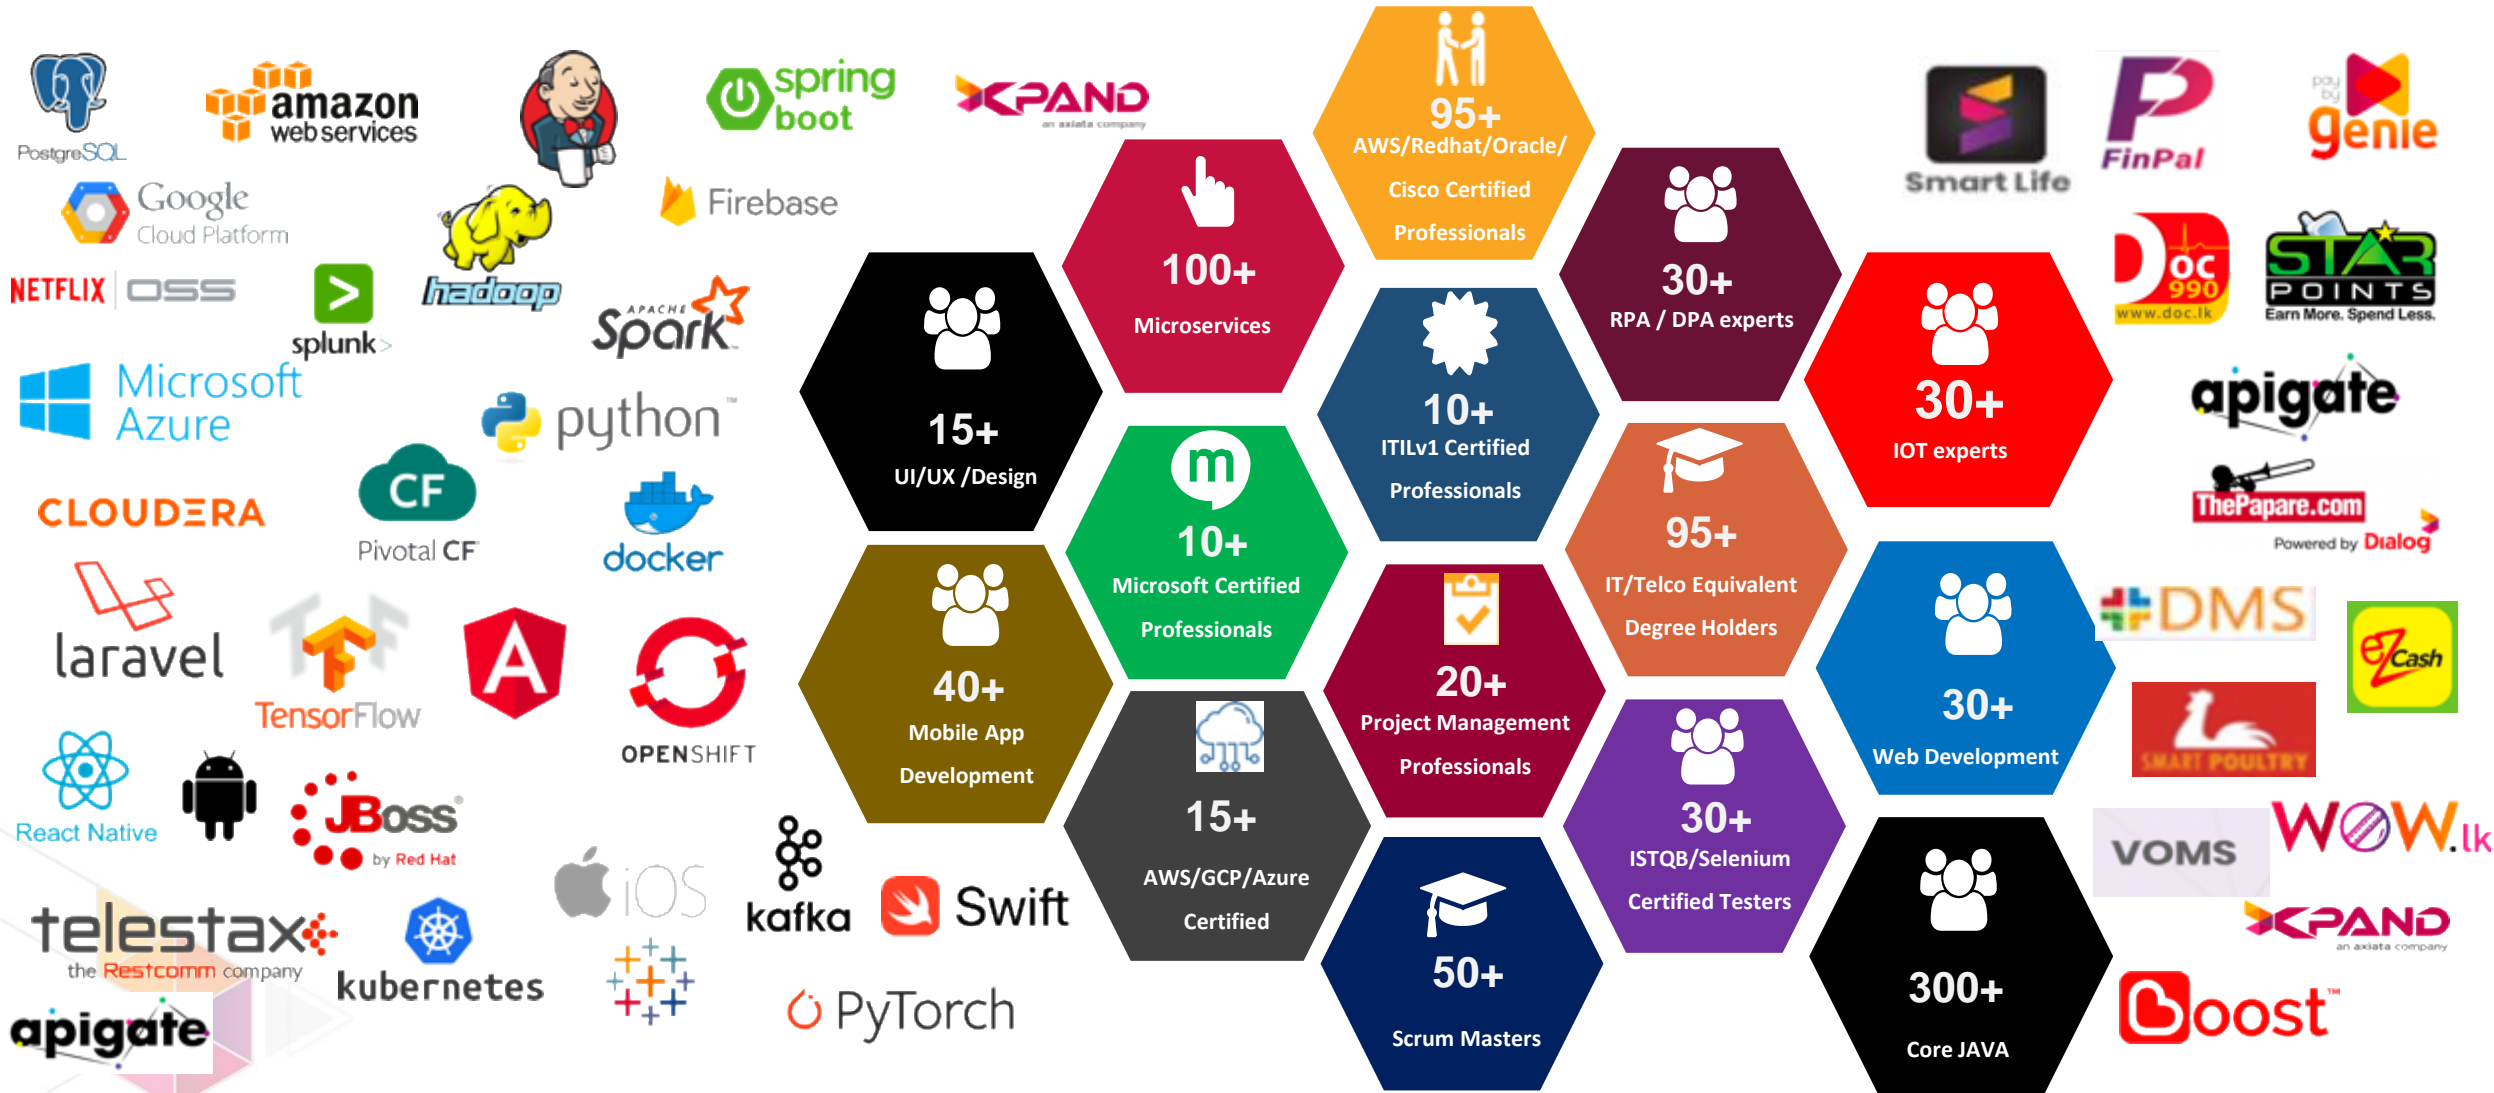 PostgreSQL
amazon
web services
spring
boot
XPAND
an axiata company
Google
Cloud Platform
hadoop
Firebase
NETFLIX OSS
splunk>
APACHE
Spark™
Microsoft
Azure
python™
CLOUDERA
CF
Pivotal CF
docker
laravel
TF
TensorFlow
A
OPENSHIFT
React Native
JBoss®
by Red Hat
iOS
kafka
Swift
telestax
the Restcomm company
kubernetes
apigate
PyTorch
95+
AWS/Redhat/Oracle/
Cisco Certified
Professionals
100+
Microservices
30+
RPA / DPA experts
15+
UI/UX /Design
10+
ITILv1 Certified
Professionals
30+
IOT experts
m
10+
Microsoft Certified
Professionals
95+
IT/Telco Equivalent
Degree Holders
40+
Mobile App
Development
20+
Project Management
Professionals
30+
Web Development
15+
AWS/GCP/Azure
Certified
30+
ISTQB/Selenium
Certified Testers
50+
Scrum Masters
300+
Core JAVA
Smart Life
FinPal
pay
by
genie
Doc
990
www.doc.lk
STAR
POINTS
Earn More. Spend Less.
apigate
ThePapare.com
Powered by Dialog
DMS
eZ Cash
SMART POULTRY
VOMS
WOW.lk
XPAND
an axiata company
Boost™